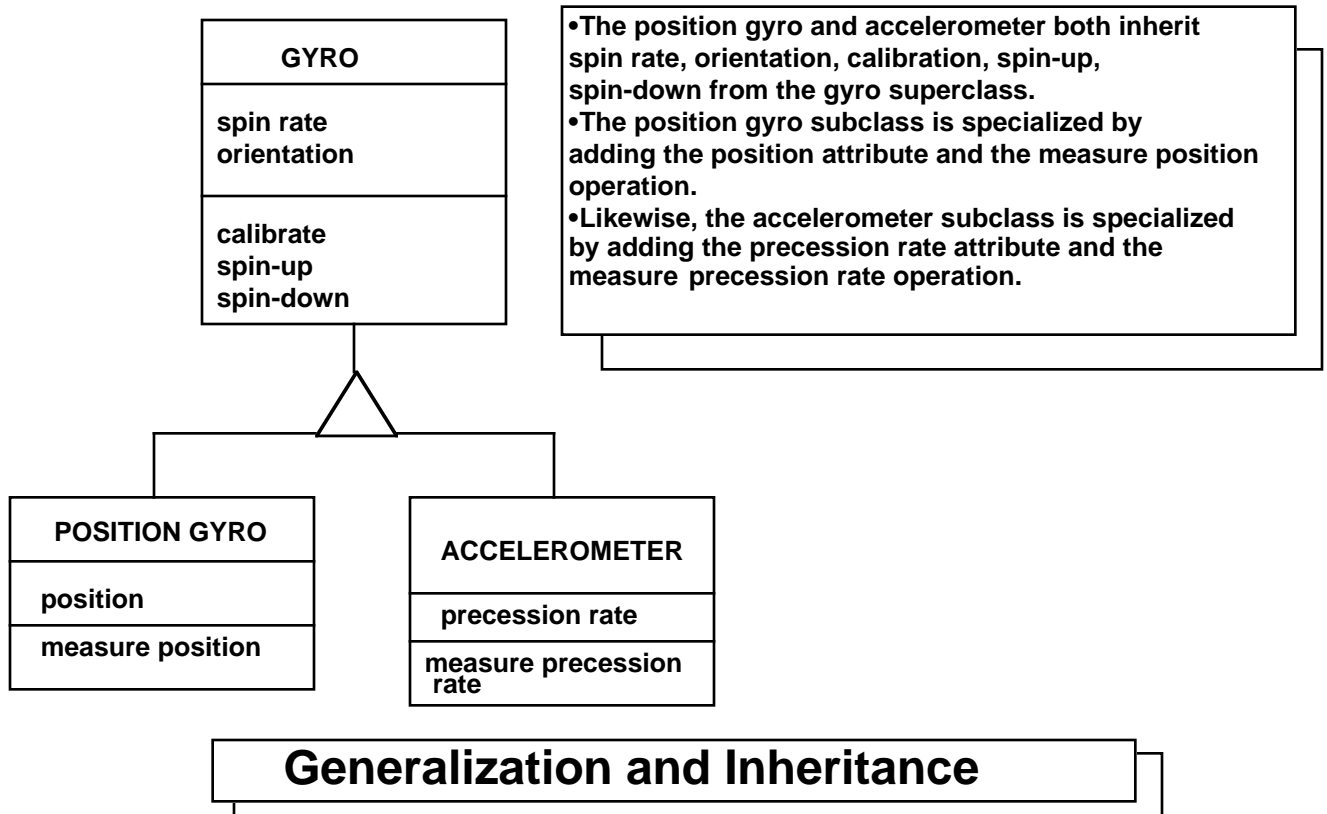 GYRO
spin rate
orientation
calibrate
spin-up
spin-down
•The position gyro and accelerometer both inherit
spin rate, orientation, calibration, spin-up,
spin-down from the gyro superclass.
•The position gyro subclass is specialized by
adding the position attribute and the measure position
operation.
•Likewise, the accelerometer subclass is specialized
by adding the precession rate attribute and the
measure precession rate operation.
POSITION GYRO
position
measure position
ACCELEROMETER
precession rate
measure precession
rate
Generalization and Inheritance